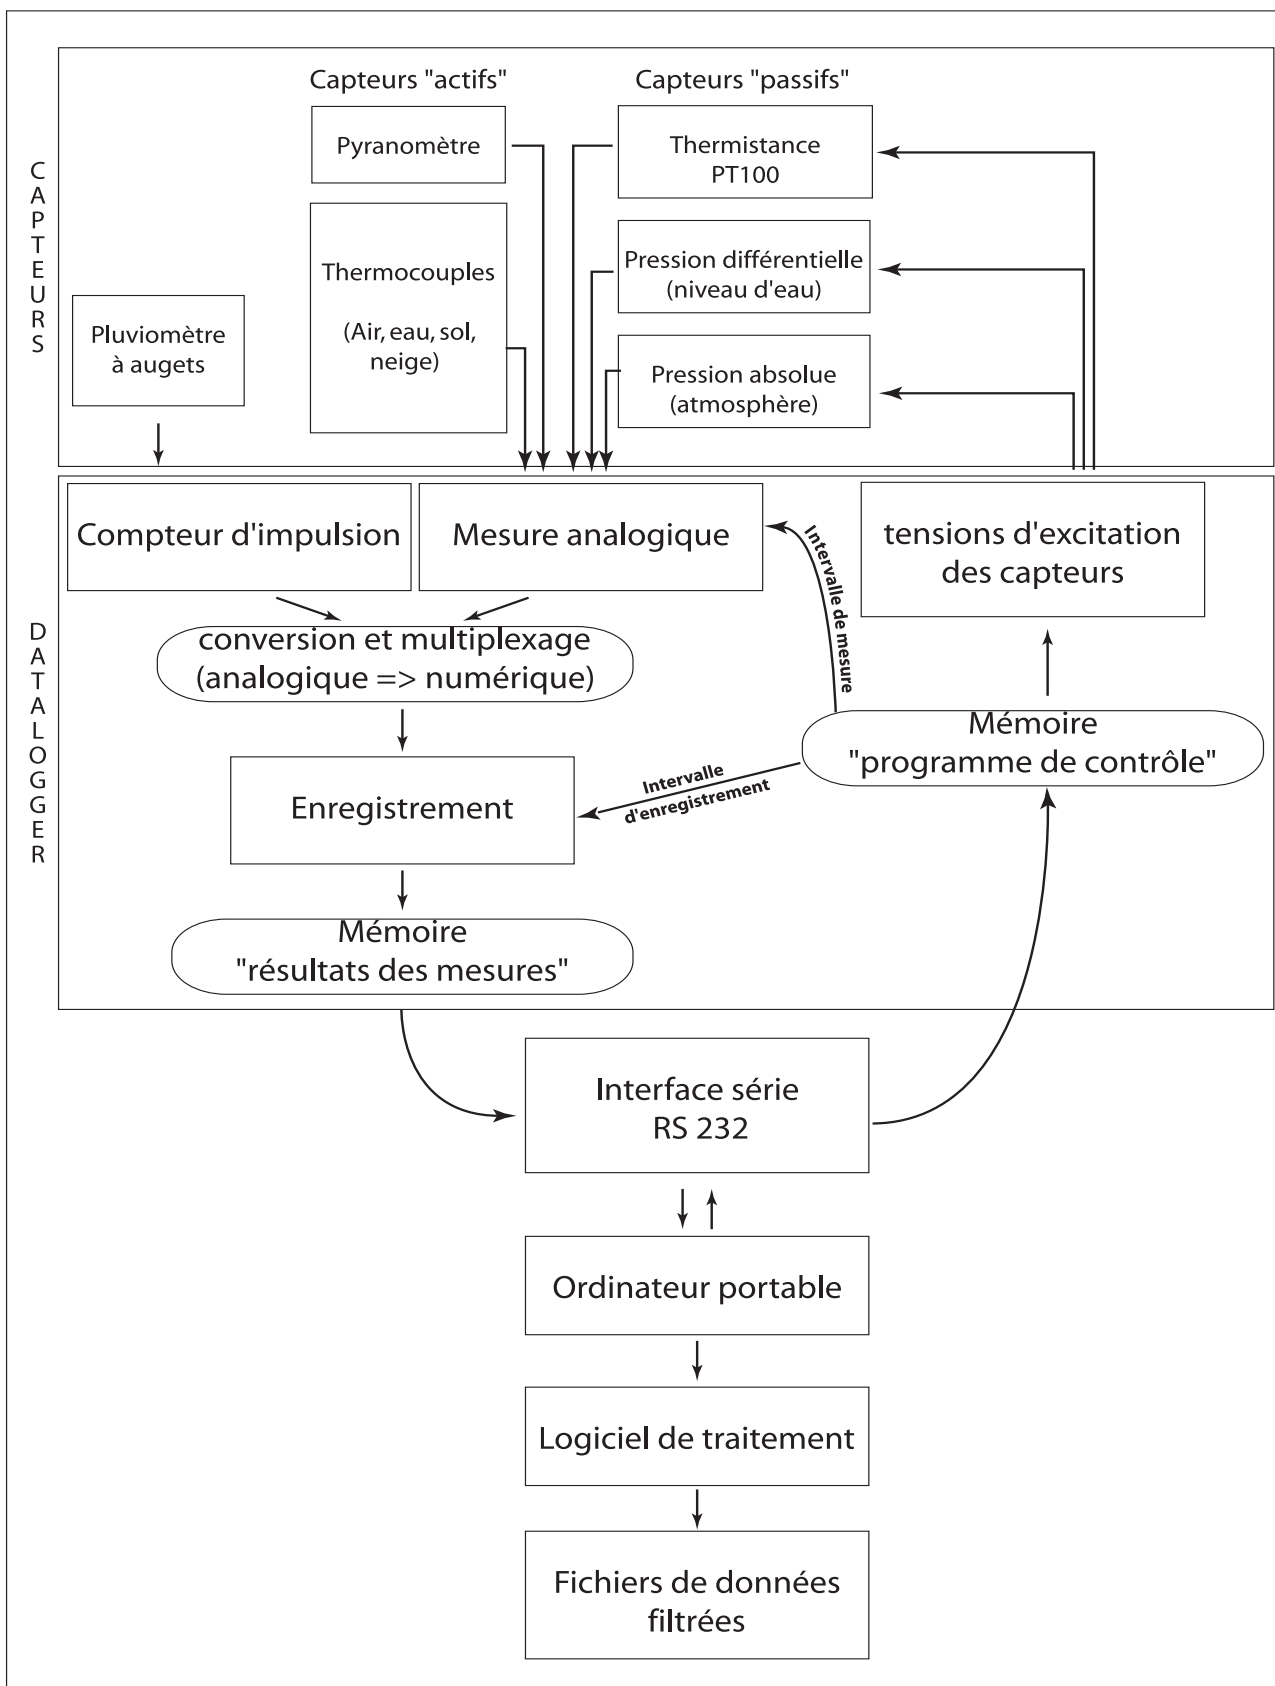 CAPTEURS
Capteurs "actifs"
Capteurs "passifs"
Pyranomètre
Thermistance
PT100
Thermocouples
(Air, eau, sol,
neige)
Pression différentielle
(niveau d'eau)
Pluviomètre
à augets
Pression absolue
(atmosphère)
DATALOGGER
Compteur d'impulsion
Mesure analogique
tensions d'excitation
des capteurs
Intervalle de mesure
conversion et multiplexage
(analogique => numérique)
Mémoire
"programme de contrôle"
Intervalle
d'enregistrement
Enregistrement
Mémoire
"résultats des mesures"
Interface série
RS 232
Ordinateur portable
Logiciel de traitement
Fichiers de données
filtrées